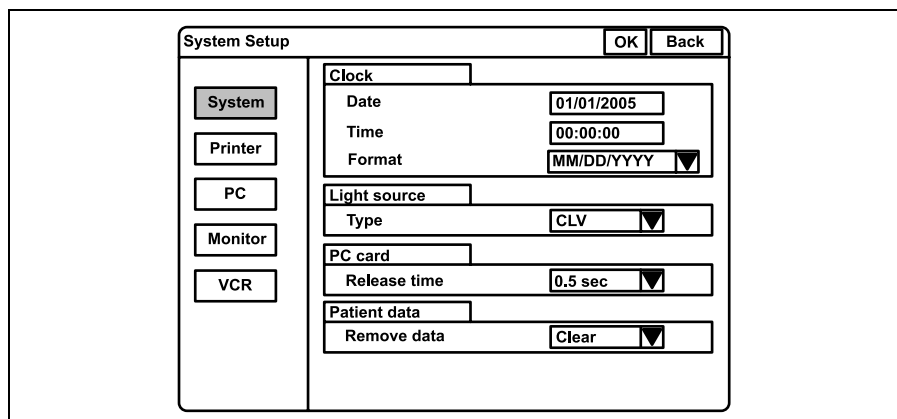 System Setup OK Back
System
Printer
PC
Monitor
VCR
Clock
Date 01/01/2005
Time 00:00:00
Format MM/DD/YYYY
Light source
Type CLV
PC card
Release time 0.5 sec
Patient data
Remove data Clear